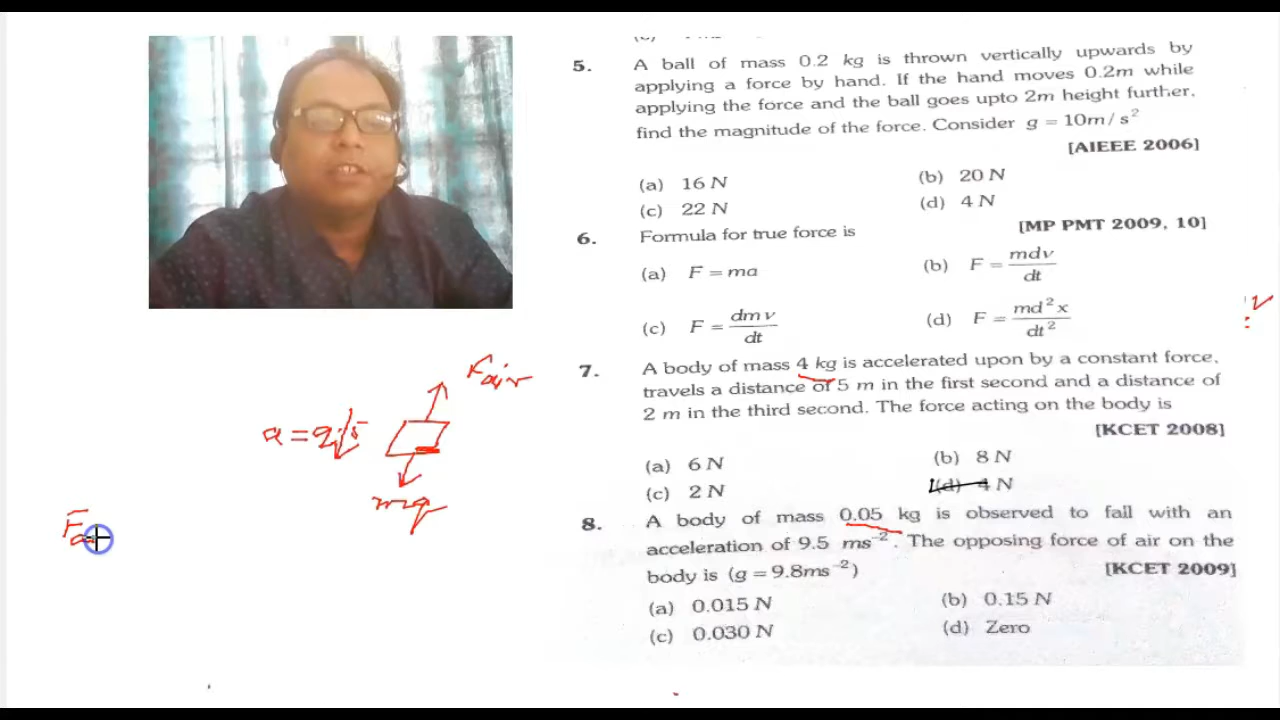 5. A ball of mass 0.2 kg is thrown vertically upwards by
applying a force by hand. If the hand moves 0.2m while
applying the force and the ball goes upto 2m height further,
find the magnitude of the force. Consider g = 10m/s²
[AIEEE 2006]
(a) 16 N (b) 20 N
(c) 22 N (d) 4 N
6. Formula for true force is [MP PMT 2009, 10]
(a) F = ma (b) F = mdv/dt
(c) F = dmv/dt (d) F = md²x/dt²
7. A body of mass 4 kg is accelerated upon by a constant force,
travels a distance of 5 m in the first second and a distance of
2 m in the third second. The force acting on the body is
[KCET 2008]
(a) 6 N (b) 8 N
(c) 2 N (d) 4 N
8. A body of mass 0.05 kg is observed to fall with an
acceleration of 9.5 ms⁻². The opposing force of air on the
body is (g = 9.8ms⁻²) [KCET 2009]
(a) 0.015 N (b) 0.15 N
(c) 0.030 N (d) Zero
Fair
a = 9.5
mg
F